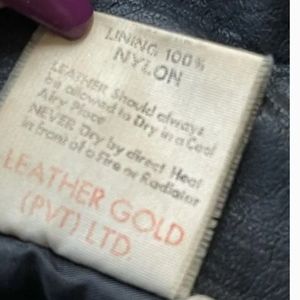 LINING 100%
NYLON
LEATHER Should always
be allowed to Dry in a Cool
Airy Place
NEVER Dry by direct Heat
in front of a Fire or Radiator
LEATHER GOLD
(PVT) LTD.